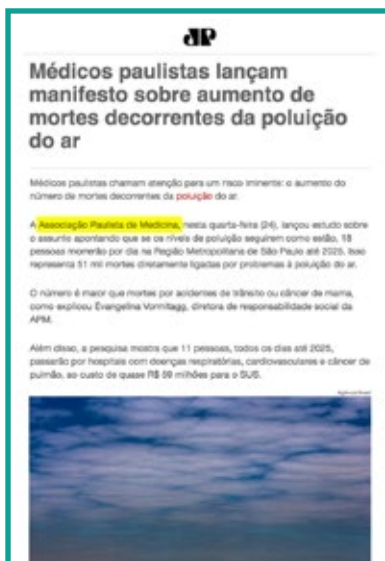 JP
Médicos paulistas lançam
manifesto sobre aumento de
mortes decorrentes da poluição
do ar
Médicos paulistas chamam atenção para um risco iminente: o aumento do
número de mortes decorrentes da poluição do ar.
A Associação Paulista de Medicina, nesta quarta-feira (24), lançou estudo sobre
o assunto apontando que se os níveis de poluição seguirem como estão, 18
pessoas morrerão por dia na Região Metropolitana de São Paulo até 2025. Isso
representa 51 mil mortes diretamente ligadas por problemas à poluição do ar.
O número é maior que mortes por acidentes de trânsito ou câncer de mama,
como explicou Evangelina Vormittag, diretora de responsabilidade social da
APM.
Além disso, a pesquisa mostra que 11 pessoas, todos os dias até 2025,
passarão por hospitais com doenças respiratórias, cardiovasculares e câncer de
pulmão, ao custo de quase R$ milhões para o SUS.